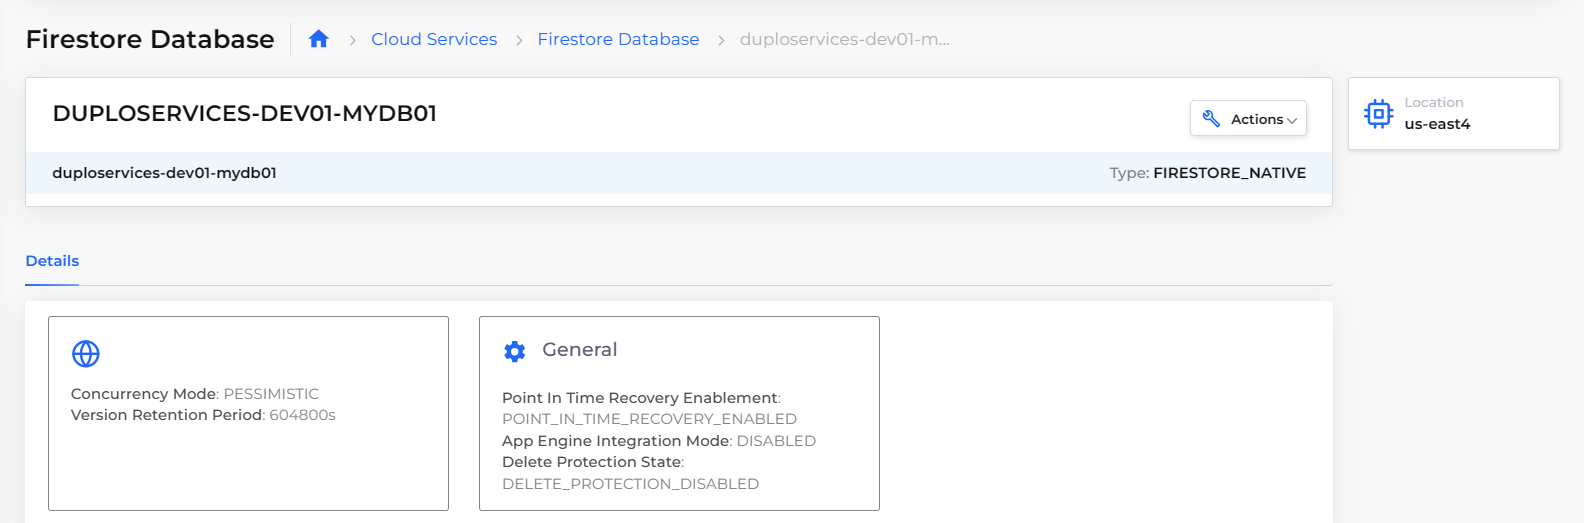 Firestore Database
Cloud Services
Firestore Database
duploservices-dev01-m...
DUPLOSERVICES-DEV01-MYDB01
Actions
Location
us-east4
duploservices-dev01-mydb01
Type: FIRESTORE_NATIVE
Details
Concurrency Mode: PESSIMISTIC
Version Retention Period: 604800s
General
Point In Time Recovery Enablement:
POINT_IN_TIME_RECOVERY_ENABLED
App Engine Integration Mode: DISABLED
Delete Protection State:
DELETE_PROTECTION_DISABLED